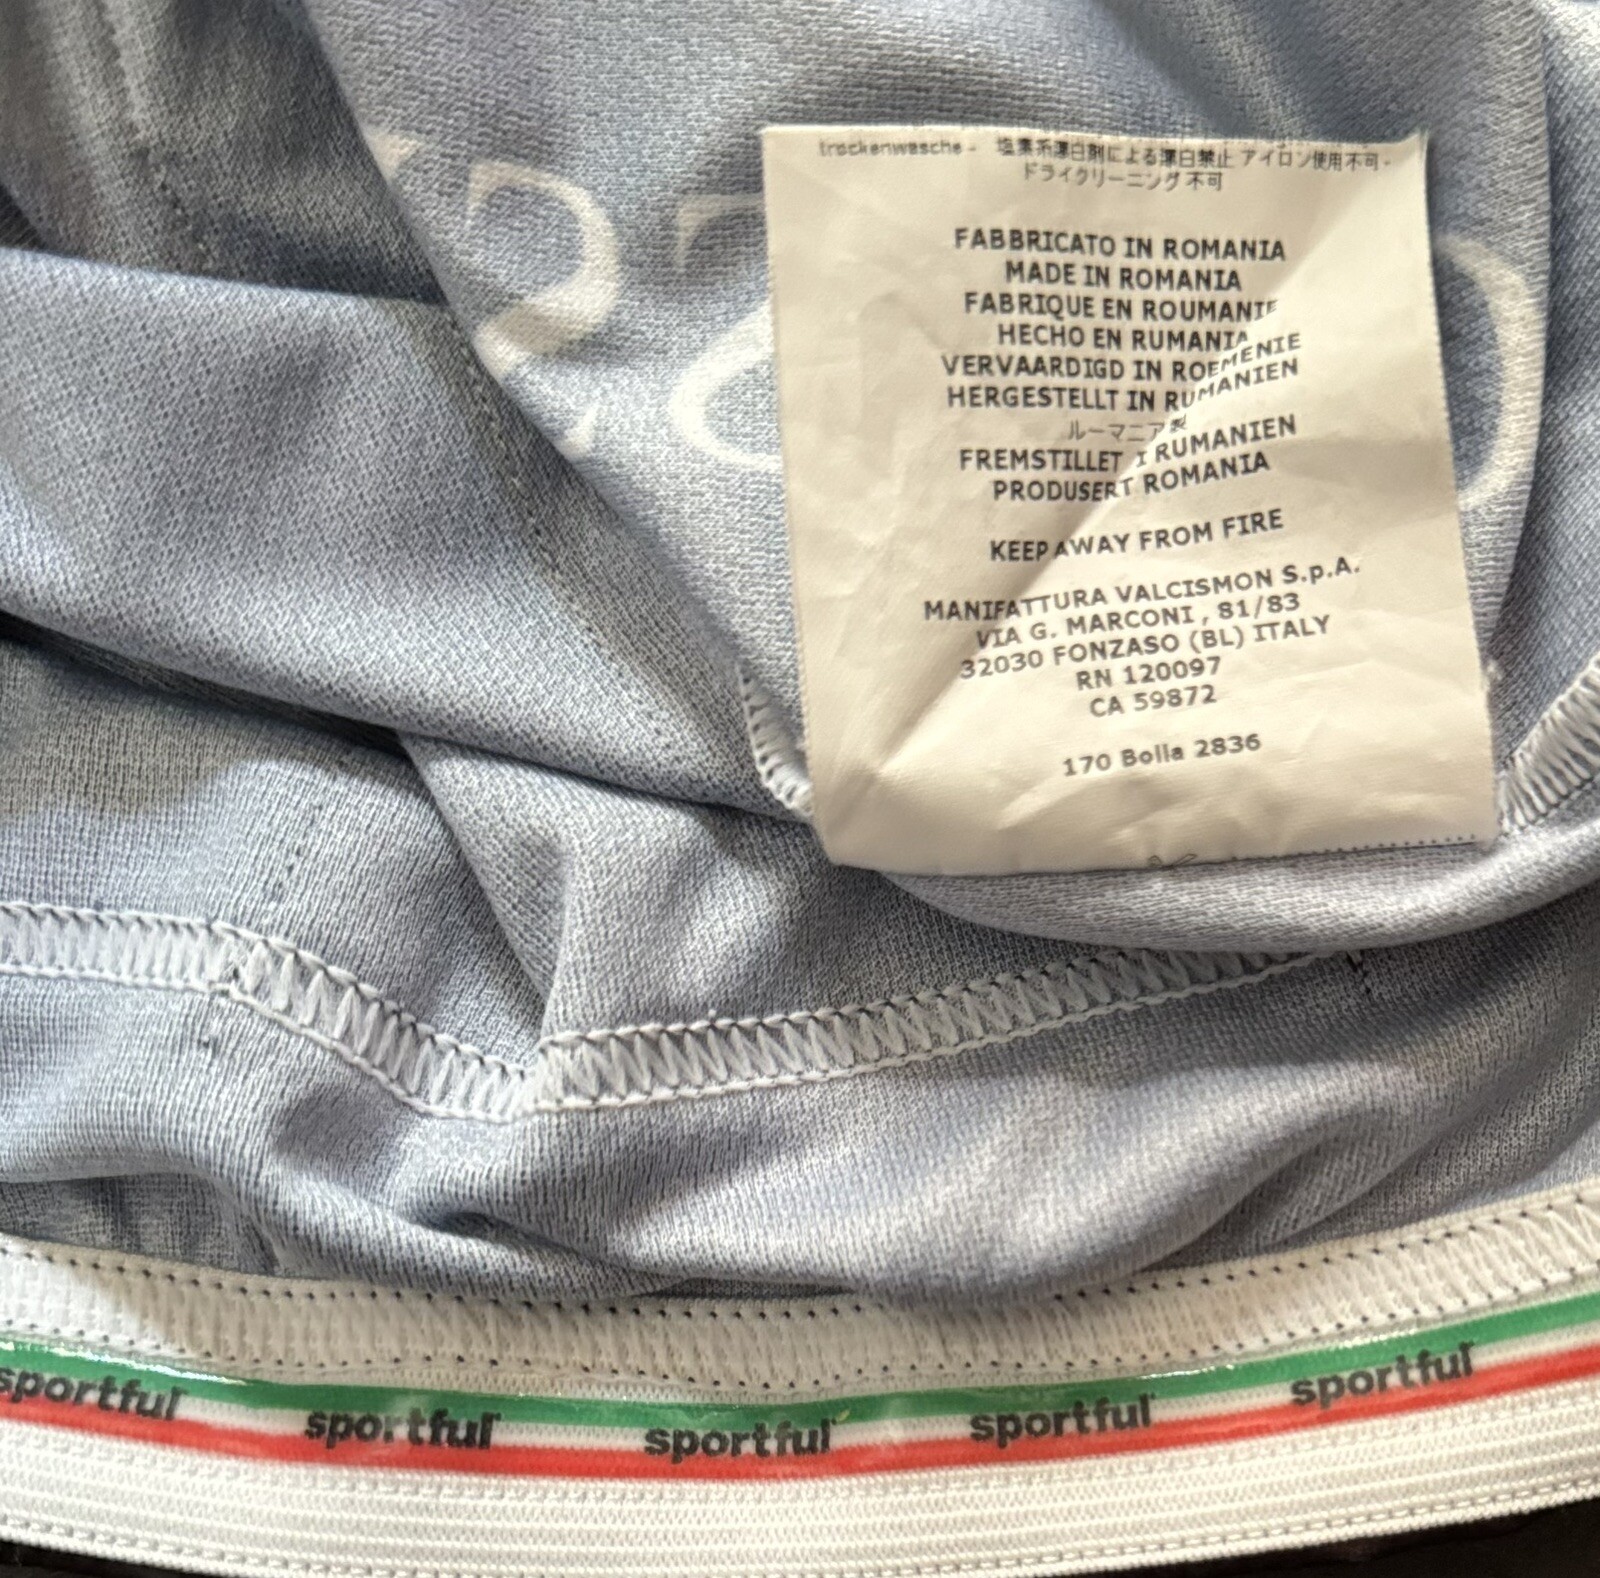 trockenwasche - 塩素系漂白剤による漂白禁止 アイロン使用不可 -
ドライクリーニング 不可
FABBRICATO IN ROMANIA
MADE IN ROMANIA
FABRIQUE EN ROUMANIE
HECHO EN RUMANIA
VERVAARDIGD IN ROEMENIE
HERGESTELLT IN RUMANIEN
ルーマニア製
FREMSTILLET I RUMANIEN
PRODUSERT ROMANIA
KEEP AWAY FROM FIRE
MANIFATTURA VALCISMON S.p.A.
VIA G. MARCONI , 81/83
32030 FONZASO (BL) ITALY
RN 120097
CA 59872
170 Bolla 2836
sportful sportful sportful sportful sportful